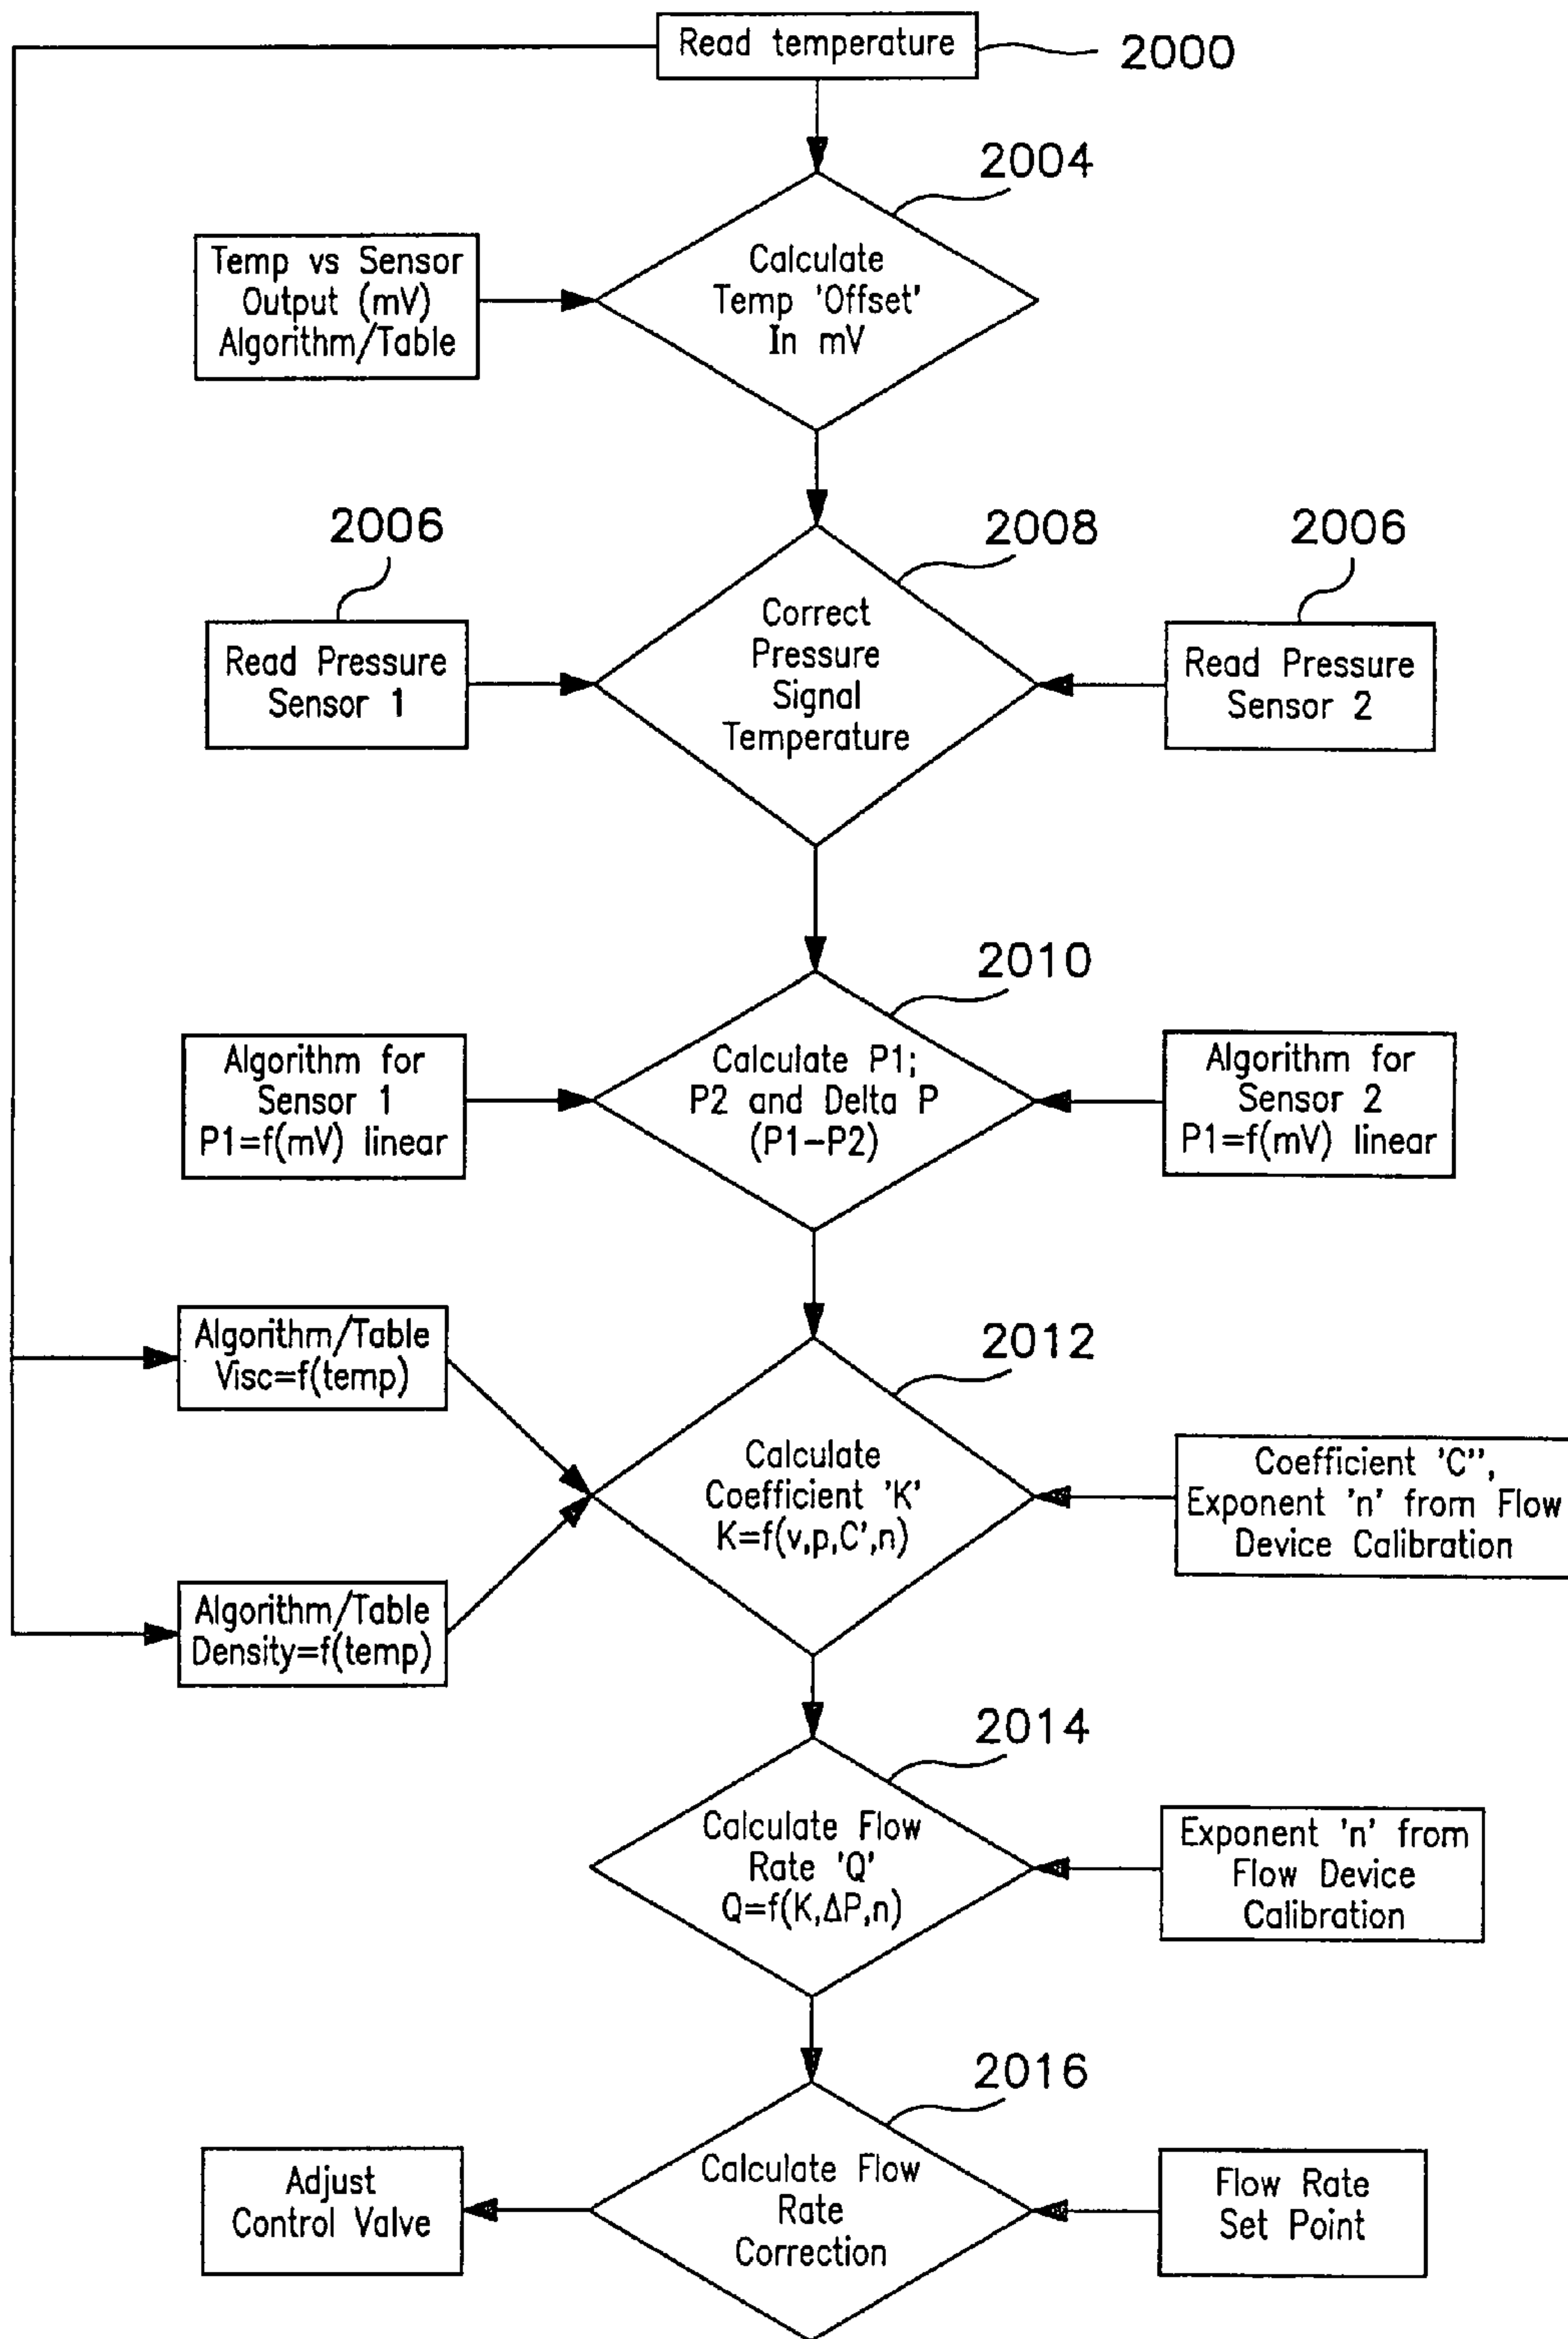 Read temperature
2000
2004
Temp vs Sensor
Output (mV)
Algorithm/Table
Calculate
Temp 'Offset'
In mV
2006
2008
2006
Read Pressure
Sensor 1
Correct
Pressure
Signal
Temperature
Read Pressure
Sensor 2
2010
Algorithm for
Sensor 1
P1=f(mV) linear
Calculate P1;
P2 and Delta P
(P1-P2)
Algorithm for
Sensor 2
P1=f(mV) linear
Algorithm/Table
Visc=f(temp)
2012
Calculate
Coefficient 'K'
K=f(v,p,C',n)
Coefficient 'C'',
Exponent 'n' from Flow
Device Calibration
Algorithm/Table
Density=f(temp)
2014
Calculate Flow
Rate 'Q'
Q=f(K,ΔP,n)
Exponent 'n' from
Flow Device
Calibration
2016
Adjust
Control Valve
Calculate Flow
Rate
Correction
Flow Rate
Set Point